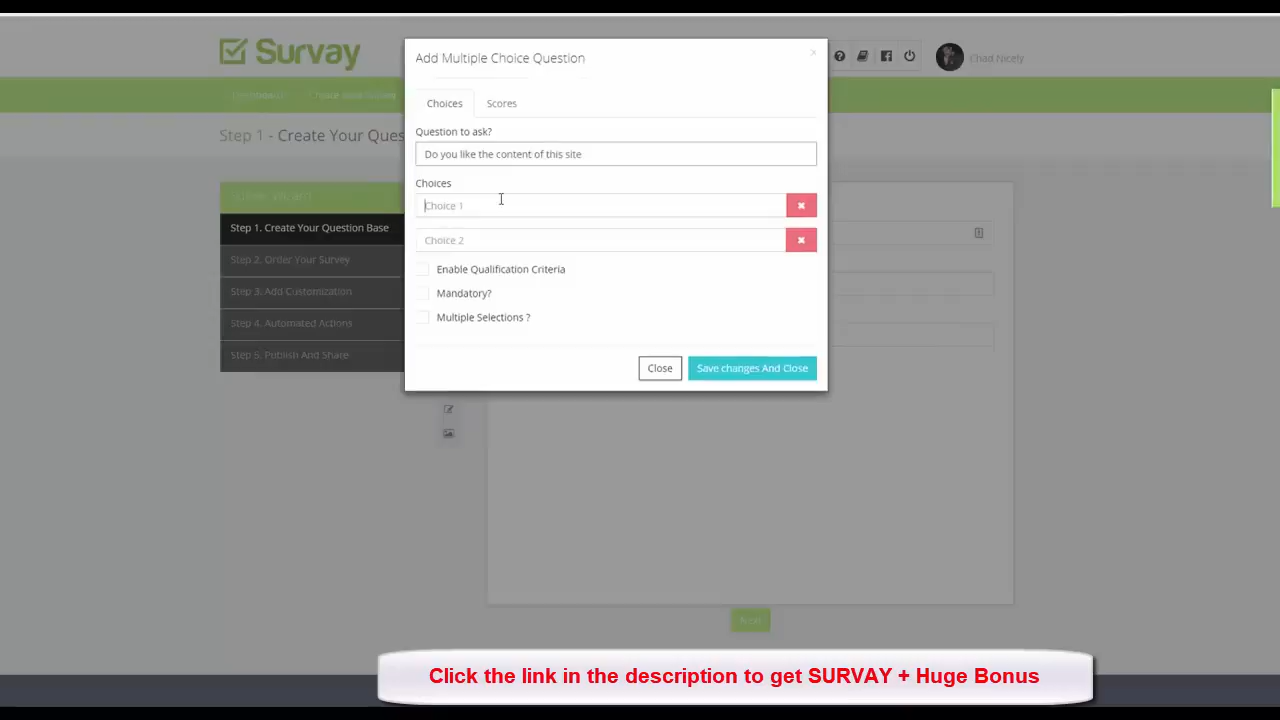 Survay
Chad Nicely
Step 1 - Create Your Ques
Step 1. Create Your Question Base
Step 2. Order Your Survey
Step 3. Add Customization
Step 4. Automated Actions
Step 5. Publish And Share
Add Multiple Choice Question
×
Choices
Scores
Question to ask?
Do you like the content of this site
Choices
Choice 1
Choice 2
Enable Qualification Criteria
Mandatory?
Multiple Selections ?
Close
Save changes And Close
Next
Click the link in the description to get SURVAY + Huge Bonus